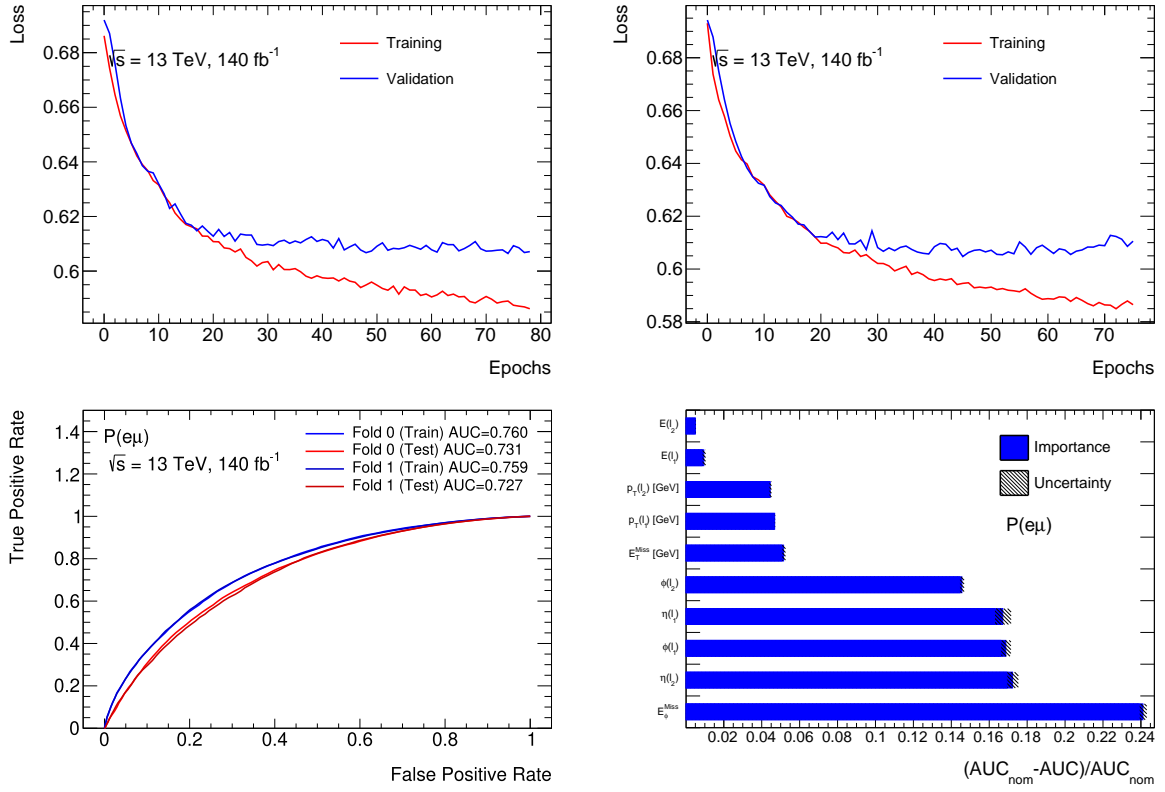 Loss
0.68
0.66
0.64
0.62
0.6
√s = 13 TeV, 140 fb⁻¹
Training
Validation
0 10 20 30 40 50 60 70 80
Epochs
Loss
0.68
0.66
0.64
0.62
0.6
0.58
√s = 13 TeV, 140 fb⁻¹
Training
Validation
0 10 20 30 40 50 60 70
Epochs
True Positive Rate
1.4
1.2
1
0.8
0.6
0.4
0.2
0
P(eμ)
√s = 13 TeV, 140 fb⁻¹
Fold 0 (Train) AUC=0.760
Fold 0 (Test) AUC=0.731
Fold 1 (Train) AUC=0.759
Fold 1 (Test) AUC=0.727
0 0.2 0.4 0.6 0.8 1
False Positive Rate
E(l₂)
E(l₁)
p_T(l₂) [GeV]
p_T(l₁) [GeV]
E_T^Miss [GeV]
ϕ(l₂)
η(l₁)
ϕ(l₁)
η(l₂)
E_ϕ^Miss
Importance
Uncertainty
P(eμ)
0.02 0.04 0.06 0.08 0.1 0.12 0.14 0.16 0.18 0.2 0.22 0.24
(AUC_nom-AUC)/AUC_nom